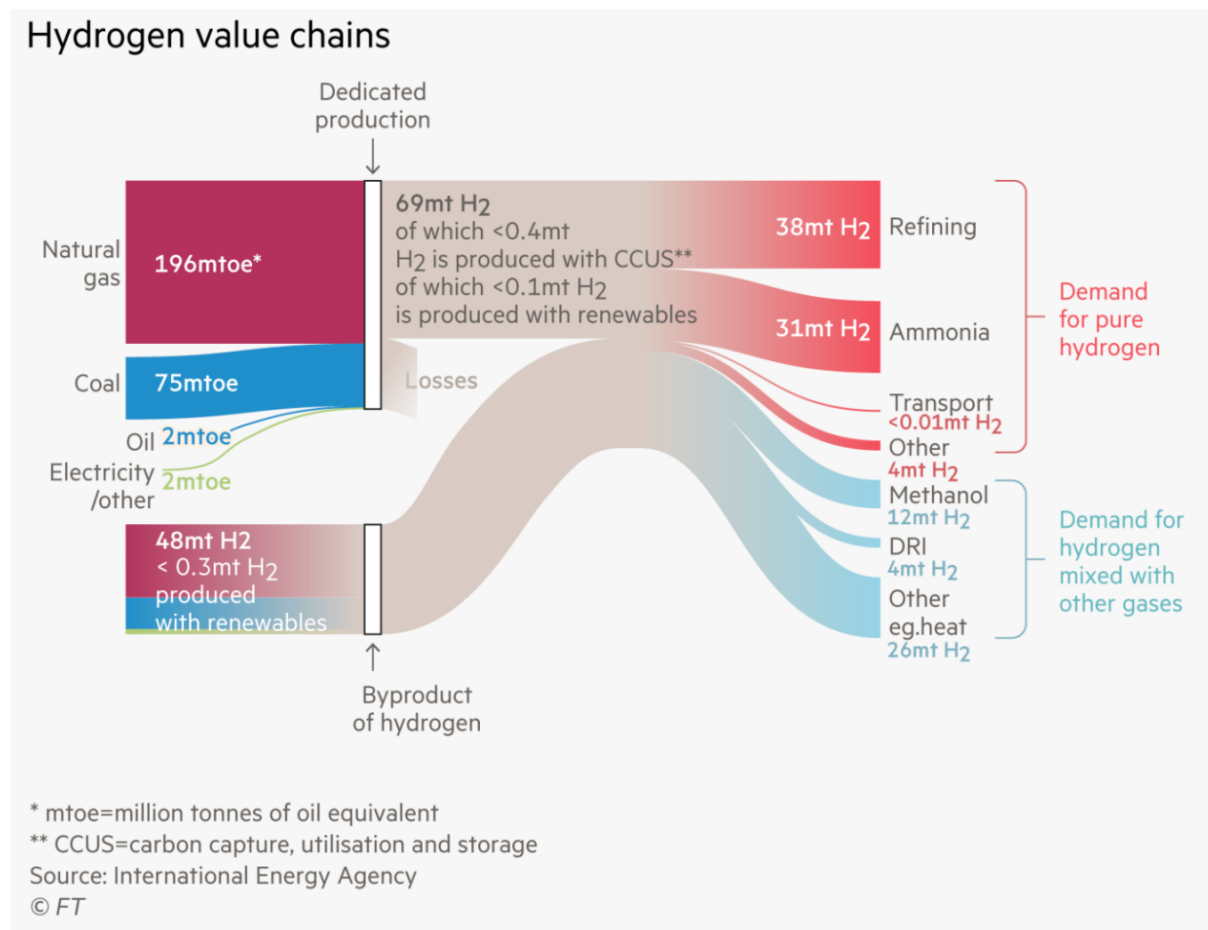 Hydrogen value chains
Dedicated
production
Natural
gas
196mtoe*
69mt H2
of which <0.4mt
H2 is produced with CCUS**
of which <0.1mt H2
is produced with renewables
38mt H2 Refining
31mt H2 Ammonia
Demand
for pure
hydrogen
Coal
75mtoe
Losses
Oil 2mtoe
Electricity
/other
2mtoe
Transport
<0.01mt H2
Other
4mt H2
Methanol
12mt H2
DRI
4mt H2
Other
eg.heat
26mt H2
Demand for
hydrogen
mixed with
other gases
48mt H2
< 0.3mt H2
produced
with renewables
Byproduct
of hydrogen
* mtoe=million tonnes of oil equivalent
** CCUS=carbon capture, utilisation and storage
Source: International Energy Agency
© FT